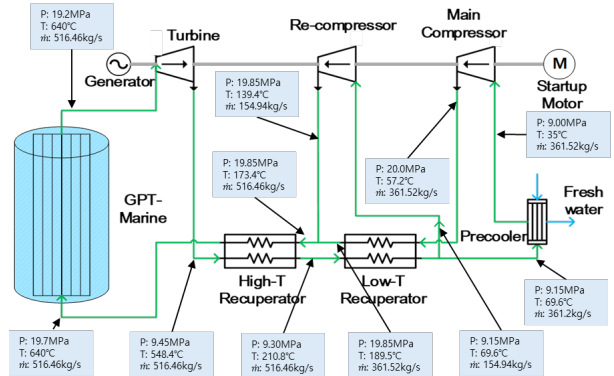 P: 19.2MPa
T: 640℃
ṁ: 516.46kg/s
Turbine
Re-compressor
Main
Compressor
Generator
M
Startup
Motor
P: 19.85MPa
T: 139.4℃
ṁ: 154.94kg/s
P: 9.00MPa
T: 35℃
ṁ: 361.52kg/s
P: 19.85MPa
T: 173.4℃
ṁ: 516.46kg/s
P: 20.0MPa
T: 57.2℃
ṁ: 361.52kg/s
GPT-
Marine
Fresh
water
Precooler
High-T
Recuperator
Low-T
Recuperator
P: 9.15MPa
T: 69.6℃
ṁ: 361.2kg/s
P: 19.7MPa
T: 640℃
ṁ: 516.46kg/s
P: 9.45MPa
T: 548.4℃
ṁ: 516.46kg/s
P: 9.30MPa
T: 210.8℃
ṁ: 516.46kg/s
P: 19.85MPa
T: 189.5℃
ṁ: 361.52kg/s
P: 9.15MPa
T: 69.6℃
ṁ: 154.94kg/s